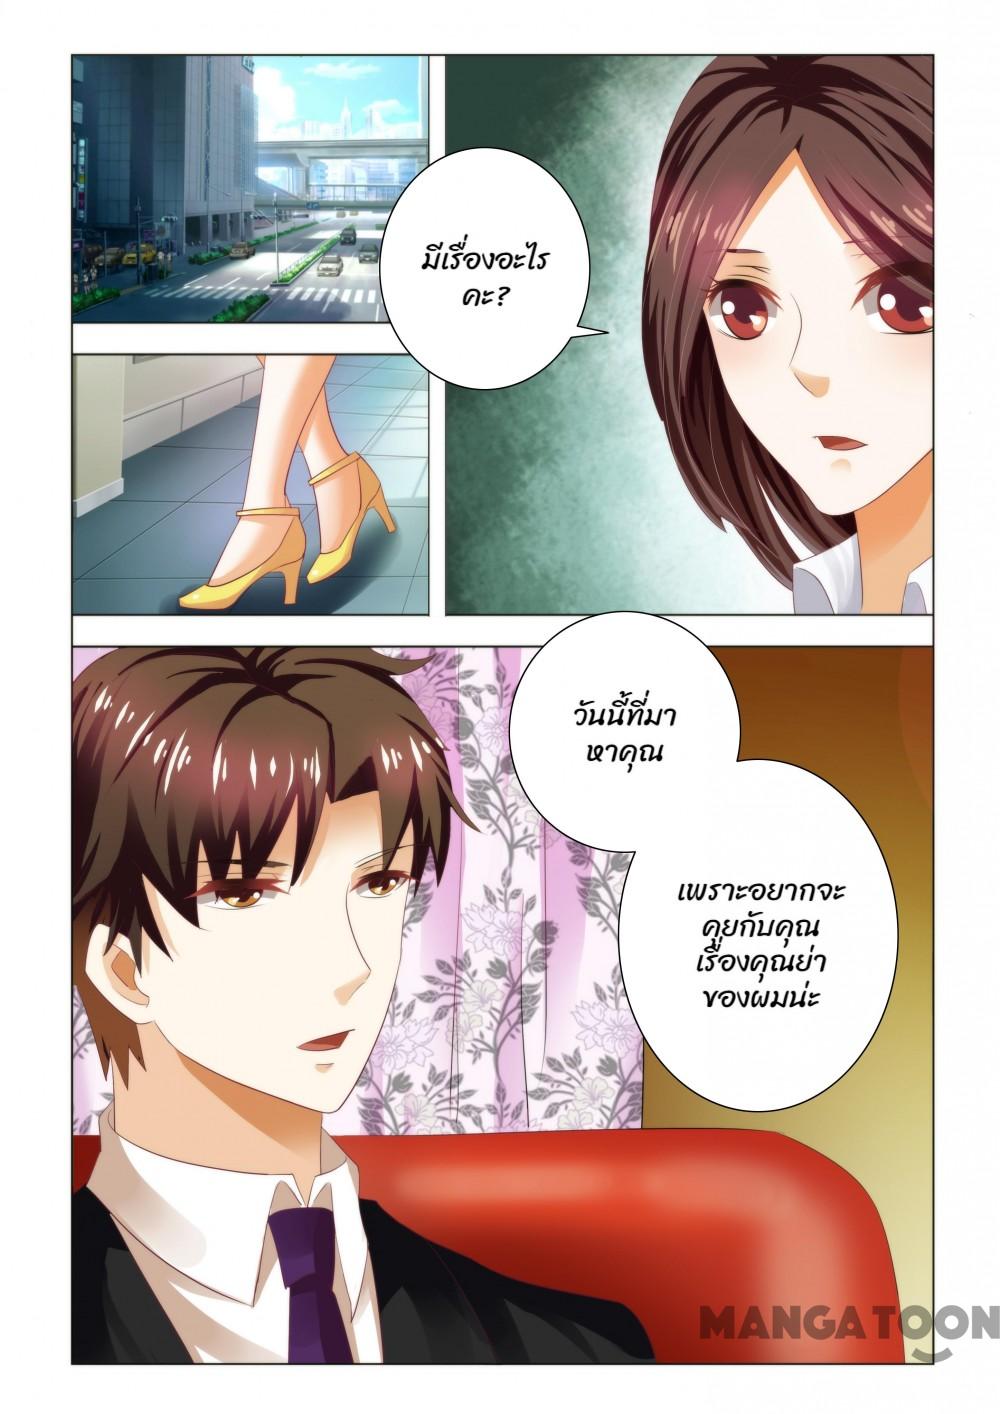 มีเรื่องอะไร
คะ?
วันนี้ที่มา
หาคุณ
เพราะอยากจะ
คุยกับคุณ
เรื่องคุณย่า
ของผมน่ะ
MANGATOON